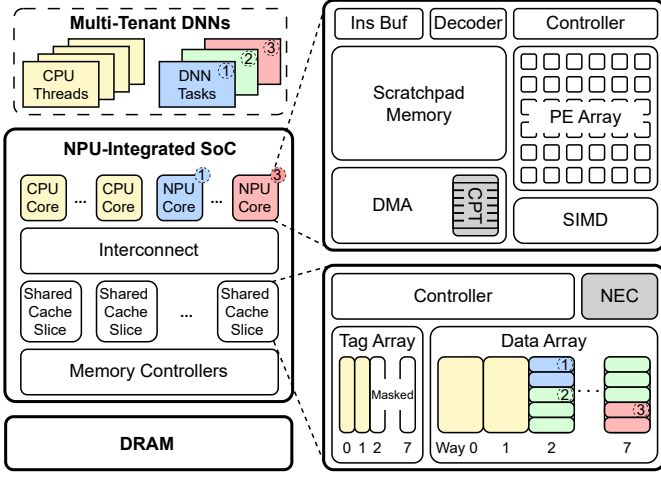 Multi-Tenant DNNs
CPU
Threads
DNN
Tasks
1
2
3
NPU-Integrated SoC
CPU
Core
...
CPU
Core
NPU
Core
1
...
NPU
Core
3
Interconnect
Shared
Cache
Slice
Shared
Cache
Slice
...
Shared
Cache
Slice
Memory Controllers
DRAM
Ins Buf
Decoder
Controller
Scratchpad
Memory
PE Array
DMA
CPT
SIMD
Controller
NEC
Tag Array
Masked
0 1 2 7
Data Array
1
2
...
3
Way 0 1 2 7